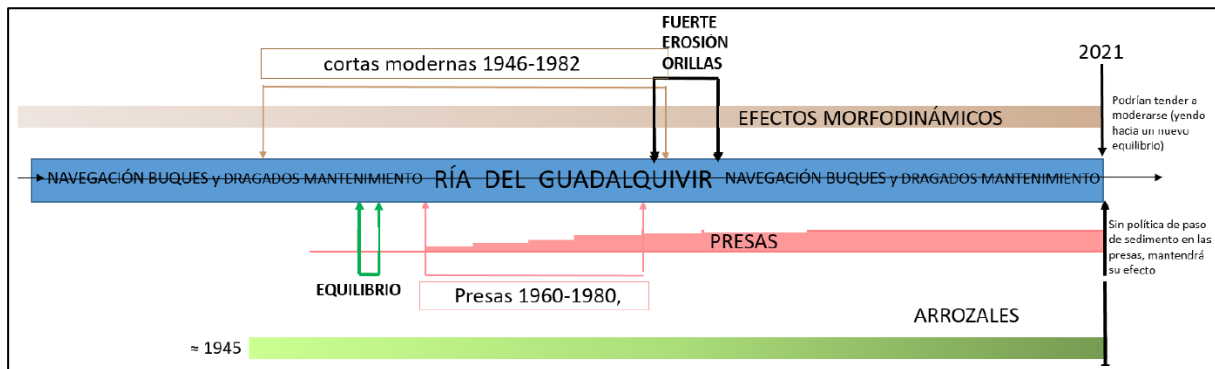 FUERTE
EROSIÓN
ORILLAS
2021
cortas modernas 1946-1982
EFECTOS MORFODINÁMICOS
Podrían tender a
moderarse (yendo
hacia un nuevo
equilibrio)
NAVEGACIÓN BUQUES y DRAGADOS MANTENIMIENTO RÍA DEL GUADALQUIVIR NAVEGACIÓN BUQUES y DRAGADOS MANTENIMIENTO
PRESAS
Sin política de paso
de sedimento en las
presas, mantendrá
su efecto
EQUILIBRIO
Presas 1960-1980,
ARROZALES
≈ 1945